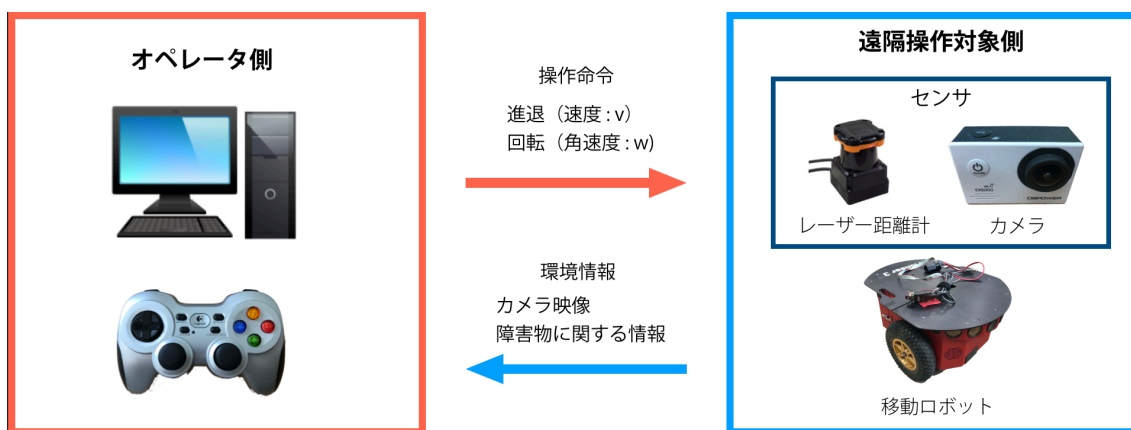 オペレータ側
操作命令
進退（速度 : v）
回転（角速度 : w)
環境情報
カメラ映像
障害物に関する情報
遠隔操作対象側
センサ
レーザー距離計
カメラ
DBPOWER
移動ロボット